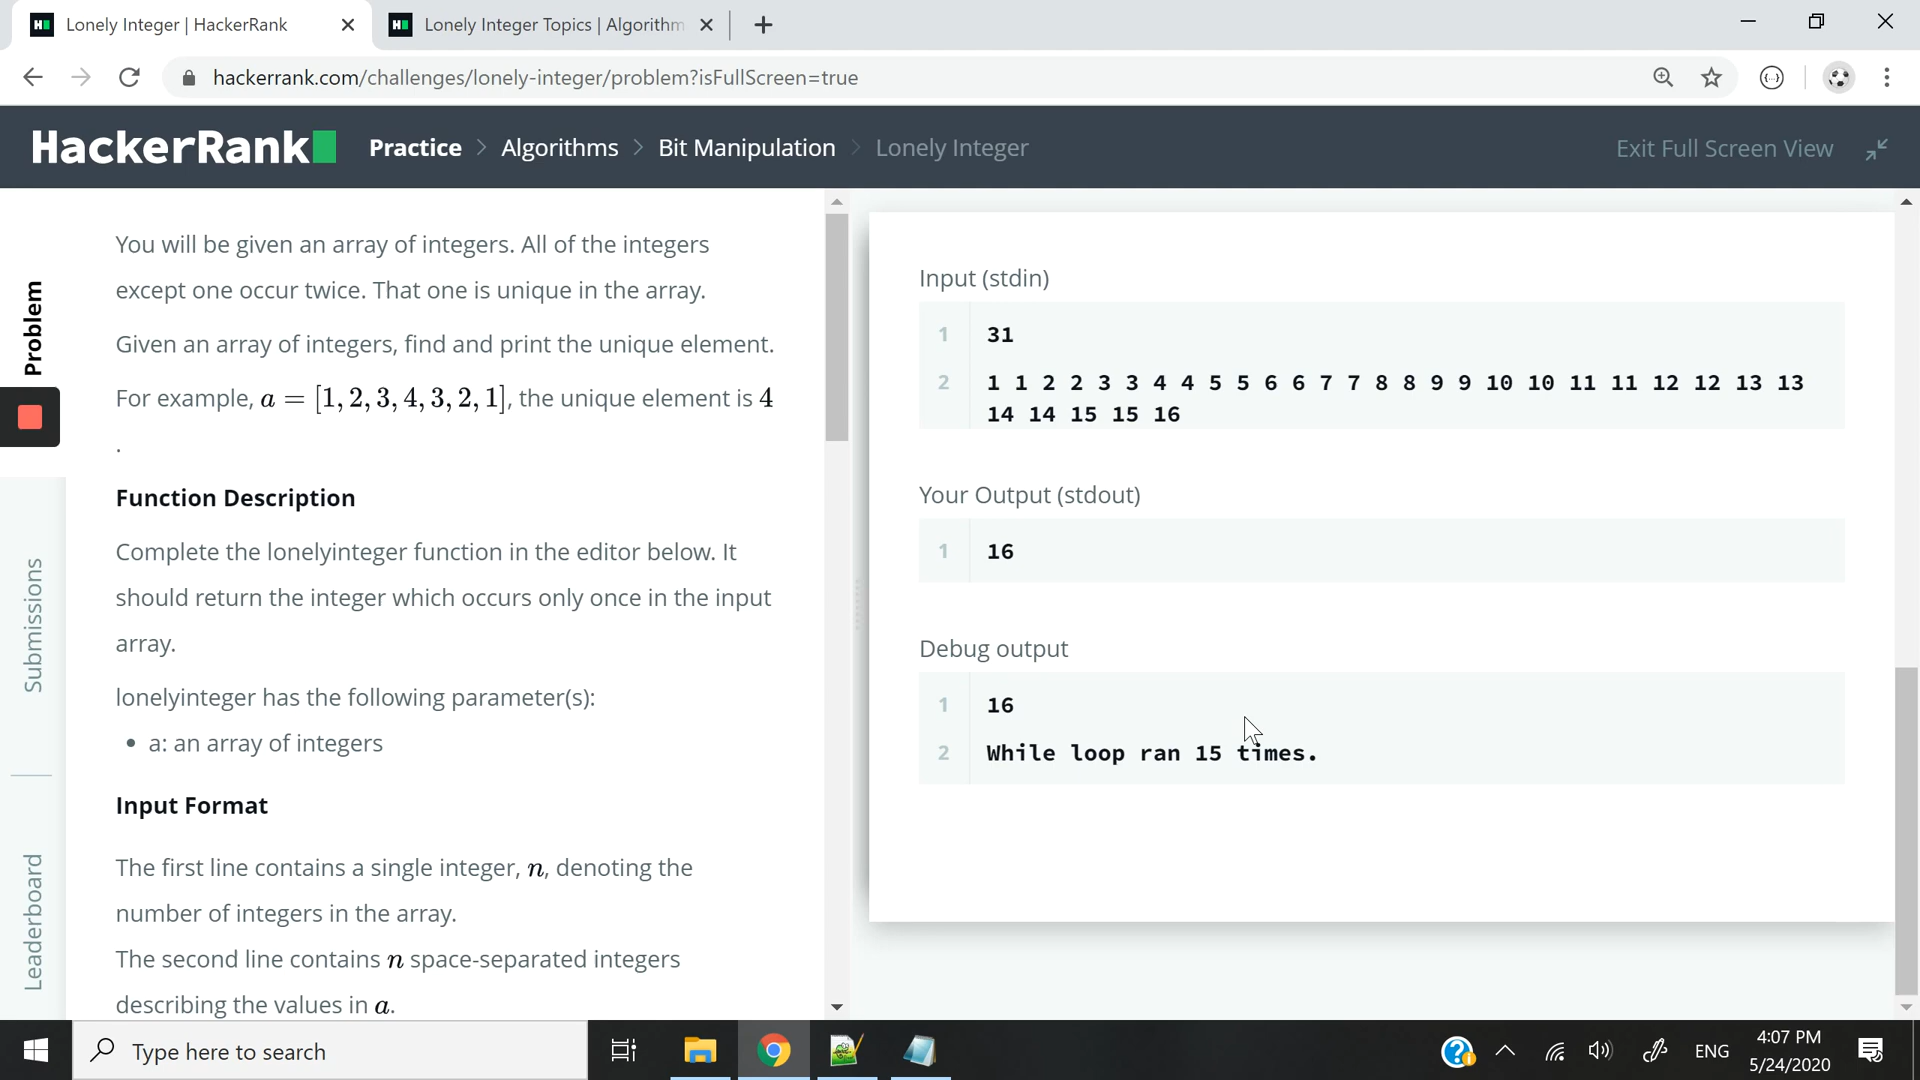 Lonely Integer | HackerRank
Lonely Integer Topics | Algorithm
hackerrank.com/challenges/lonely-integer/problem?isFullScreen=true
HackerRank
Practice > Algorithms > Bit Manipulation > Lonely Integer
Exit Full Screen View
Problem
Submissions
Leaderboard
You will be given an array of integers. All of the integers
except one occur twice. That one is unique in the array.
Given an array of integers, find and print the unique element.
For example, a = [1, 2, 3, 4, 3, 2, 1], the unique element is 4
.
Function Description
Complete the lonelyinteger function in the editor below. It
should return the integer which occurs only once in the input
array.
lonelyinteger has the following parameter(s):
• a: an array of integers
Input Format
The first line contains a single integer, n, denoting the
number of integers in the array.
The second line contains n space-separated integers
describing the values in a.
Input (stdin)
1 31
2 1 1 2 2 3 3 4 4 5 5 6 6 7 7 8 8 9 9 10 10 11 11 12 12 13 13
14 14 15 15 16
Your Output (stdout)
1 16
Debug output
1 16
2 While loop ran 15 times.
Type here to search
ENG
4:07 PM
5/24/2020